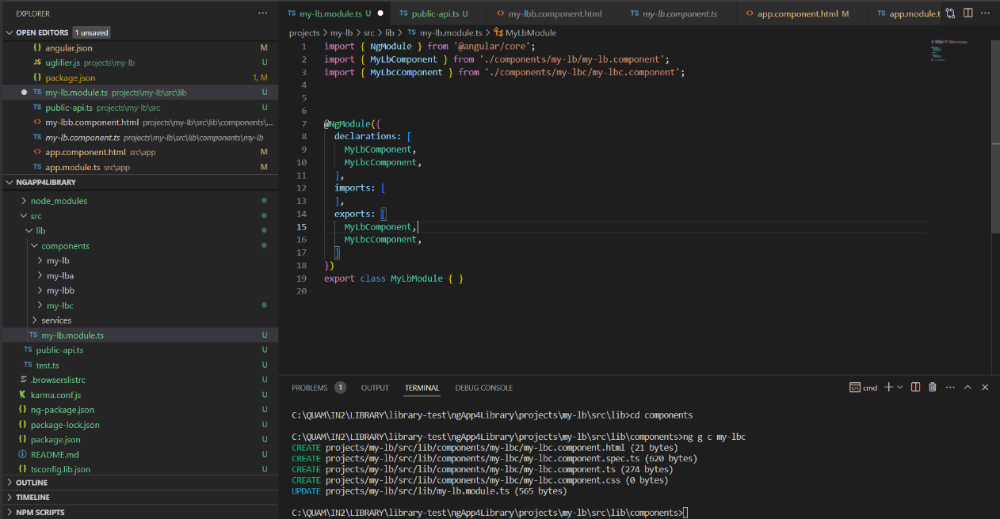 EXPLORER
OPEN EDITORS 1 unsaved
{} angular.json M
JS uglifier.js projects\my-lb U
{} package.json 1, M
TS my-lb.module.ts projects\my-lb\src\lib U
TS public-api.ts projects\my-lb\src U
<> my-lbb.component.html projects\my-lb\src\lib\components\...
TS my-lb.component.ts projects\my-lb\src\lib\components\my-lb
<> app.component.html src\app M
TS app.module.ts src\app M
NGAPP4LIBRARY
node_modules
src
lib
components
my-lb
my-lba
my-lbb
my-lbc
services
TS my-lb.module.ts U
TS public-api.ts U
TS test.ts U
.browserslistrc U
karma.conf.js U
{} ng-package.json U
{} package-lock.json U
{} package.json U
README.md U
{} tsconfig.lib.json U
OUTLINE
TIMELINE
NPM SCRIPTS
TS my-lb.module.ts U TS public-api.ts U <> my-lbb.component.html TS my-lb.component.ts <> app.component.html M TS app.module.t
projects > my-lb > src > lib > TS my-lb.module.ts > MyLbModule
1 import { NgModule } from '@angular/core';
2 import { MyLbComponent } from './components/my-lb/my-lb.component';
3 import { MyLbcComponent } from './components/my-lbc/my-lbc.component';
4
5
6
7 @NgModule({
8 declarations: [
9 MyLbComponent,
10 MyLbcComponent,
11 ],
12 imports: [
13 ],
14 exports: [
15 MyLbComponent,
16 MyLbcComponent,
17 ]
18 })
19 export class MyLbModule { }
20
PROBLEMS 1 OUTPUT TERMINAL DEBUG CONSOLE cmd
C:\QUAM\IN2\LIBRARY\library-test\ngApp4Library\projects\my-lb\src\lib>cd components
C:\QUAM\IN2\LIBRARY\library-test\ngApp4Library\projects\my-lb\src\lib\components>ng g c my-lbc
CREATE projects/my-lb/src/lib/components/my-lbc/my-lbc.component.html (21 bytes)
CREATE projects/my-lb/src/lib/components/my-lbc/my-lbc.component.spec.ts (620 bytes)
CREATE projects/my-lb/src/lib/components/my-lbc/my-lbc.component.ts (274 bytes)
CREATE projects/my-lb/src/lib/components/my-lbc/my-lbc.component.css (0 bytes)
UPDATE projects/my-lb/src/lib/my-lb.module.ts (565 bytes)
C:\QUAM\IN2\LIBRARY\library-test\ngApp4Library\projects\my-lb\src\lib\components>